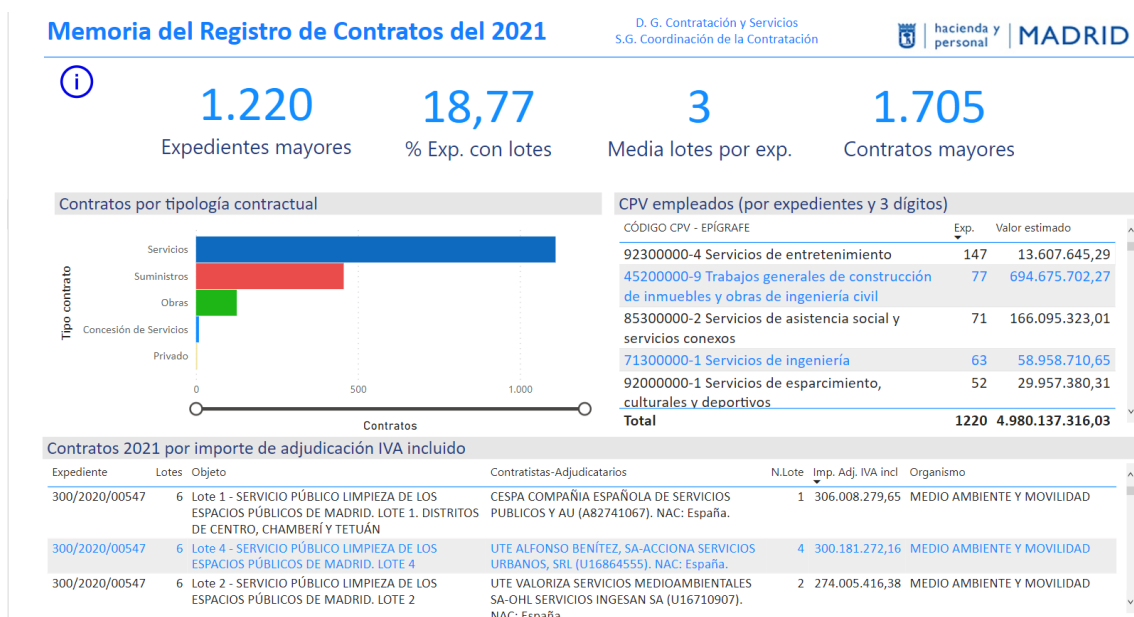 Memoria del Registro de Contratos del 2021
D. G. Contratación y Servicios
S.G. Coordinación de la Contratación
hacienda y
personal
MADRID
i
1.220
Expedientes mayores
18,77
% Exp. con lotes
3
Media lotes por exp.
1.705
Contratos mayores
Contratos por tipología contractual
Tipo contrato
Servicios
Suministros
Obras
Concesión de Servicios
Privado
0 500 1.000
Contratos
CPV empleados (por expedientes y 3 dígitos)
CÓDIGO CPV - EPÍGRAFE Exp. Valor estimado
92300000-4 Servicios de entretenimiento 147 13.607.645,29
45200000-9 Trabajos generales de construcción 77 694.675.702,27
de inmuebles y obras de ingeniería civil
85300000-2 Servicios de asistencia social y 71 166.095.323,01
servicios conexos
71300000-1 Servicios de ingeniería 63 58.958.710,65
92000000-1 Servicios de esparcimiento, 52 29.957.380,31
culturales y deportivos
Total 1220 4.980.137.316,03
Contratos 2021 por importe de adjudicación IVA incluido
Expediente Lotes Objeto Contratistas-Adjudicatarios N.Lote Imp. Adj. IVA incl Organismo
300/2020/00547 6 Lote 1 - SERVICIO PÚBLICO LIMPIEZA DE LOS CESPA COMPAÑIA ESPAÑOLA DE SERVICIOS 1 306.008.279,65 MEDIO AMBIENTE Y MOVILIDAD
ESPACIOS PÚBLICOS DE MADRID. LOTE 1. DISTRITOS PUBLICOS Y AU (A82741067). NAC: España.
DE CENTRO, CHAMBERÍ Y TETUÁN
300/2020/00547 6 Lote 4 - SERVICIO PÚBLICO LIMPIEZA DE LOS UTE ALFONSO BENÍTEZ, SA-ACCIONA SERVICIOS 4 300.181.272,16 MEDIO AMBIENTE Y MOVILIDAD
ESPACIOS PÚBLICOS DE MADRID. LOTE 4 URBANOS, SRL (U16864555). NAC: España.
300/2020/00547 6 Lote 2 - SERVICIO PÚBLICO LIMPIEZA DE LOS UTE VALORIZA SERVICIOS MEDIOAMBIENTALES 2 274.005.416,38 MEDIO AMBIENTE Y MOVILIDAD
ESPACIOS PÚBLICOS DE MADRID. LOTE 2 SA-OHL SERVICIOS INGESAN SA (U16710907).
NAC: España